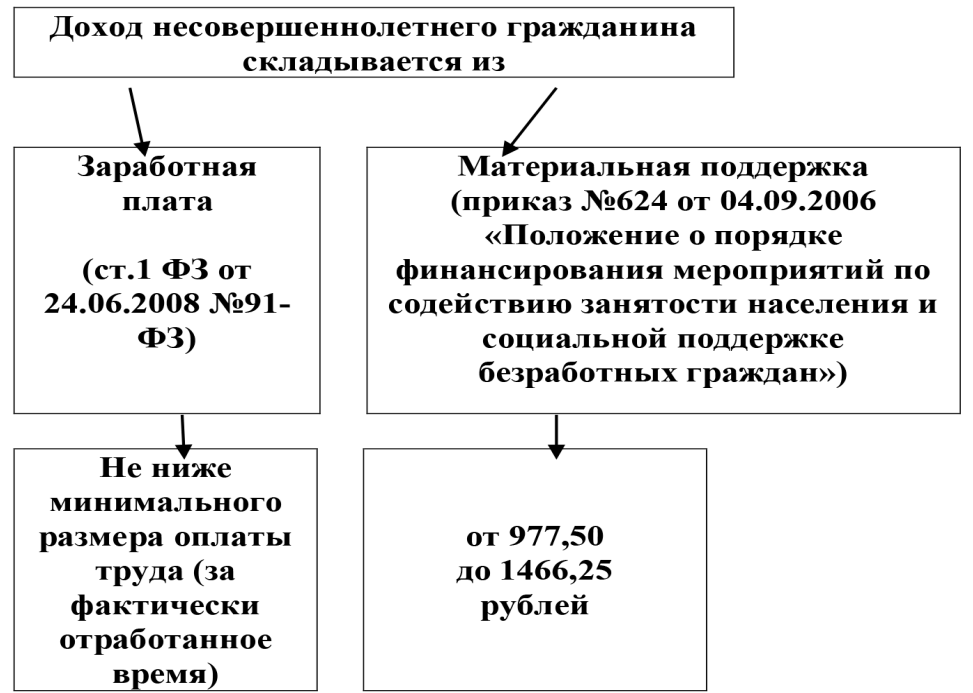 Доход несовершеннолетнего гражданина
складывается из
Заработная
плата
(ст.1 ФЗ от
24.06.2008 №91-
ФЗ)
Материальная поддержка
(приказ №624 от 04.09.2006
«Положение о порядке
финансирования мероприятий по
содействию занятости населения и
социальной поддержке
безработных граждан»)
Не ниже
минимального
размера оплаты
труда (за
фактически
отработанное
время)
от 977,50
до 1466,25
рублей